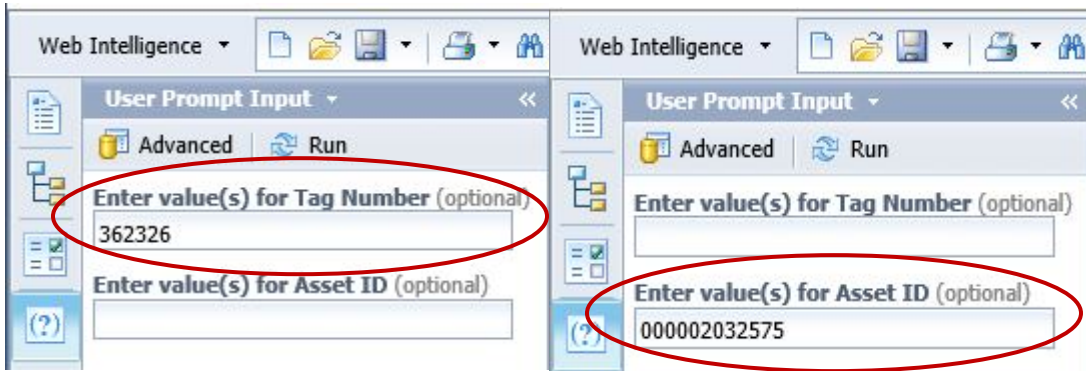 Web Intelligence
User Prompt Input
Advanced Run
Enter value(s) for Tag Number (optional)
362326
Enter value(s) for Asset ID (optional)
(?)
Web Intelligence
User Prompt Input
Advanced Run
Enter value(s) for Tag Number (optional)
Enter value(s) for Asset ID (optional)
000002032575
(?)